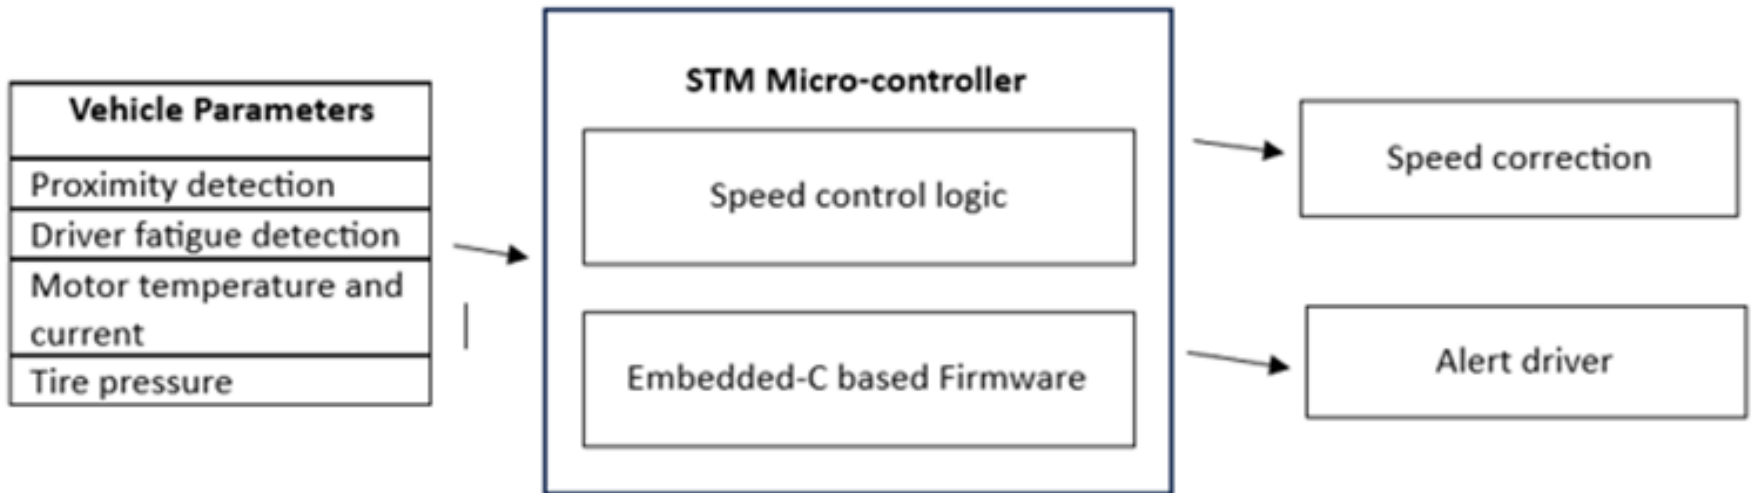 Vehicle Parameters
Proximity detection
Driver fatigue detection
Motor temperature and
current
Tire pressure
STM Micro-controller
Speed control logic
Embedded-C based Firmware
Speed correction
Alert driver